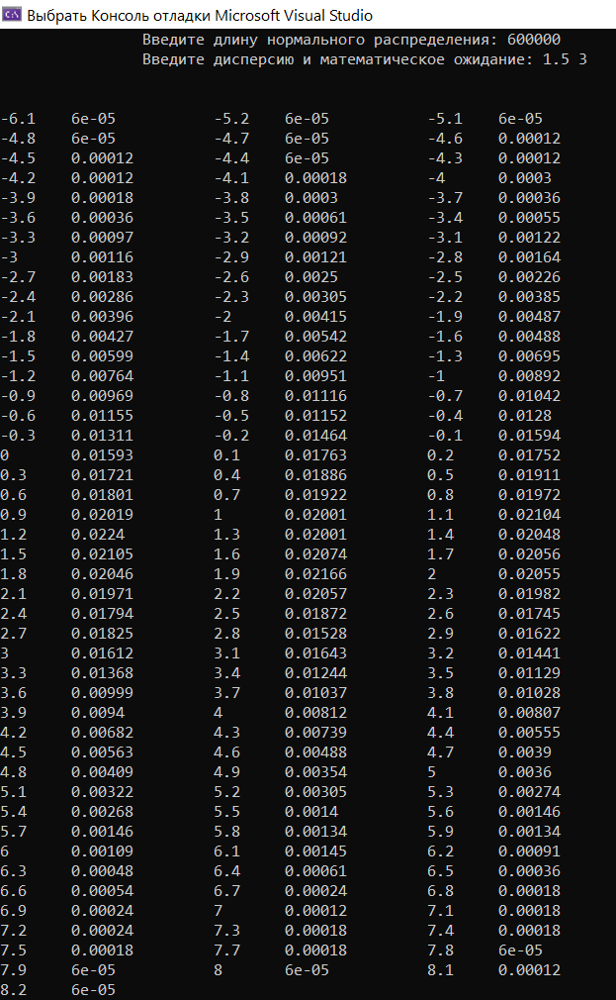 Выбрать Консоль отладки Microsoft Visual Studio
Введите длину нормального распределения: 600000
Введите дисперсию и математическое ожидание: 1.5 3
-6.1 6e-05 -5.2 6e-05 -5.1 6e-05
-4.8 6e-05 -4.7 6e-05 -4.6 0.00012
-4.5 0.00012 -4.4 6e-05 -4.3 0.00012
-4.2 0.00012 -4.1 0.00018 -4 0.0003
-3.9 0.00018 -3.8 0.0003 -3.7 0.00036
-3.6 0.00036 -3.5 0.00061 -3.4 0.00055
-3.3 0.00097 -3.2 0.00092 -3.1 0.00122
-3 0.00116 -2.9 0.00121 -2.8 0.00164
-2.7 0.00183 -2.6 0.0025 -2.5 0.00226
-2.4 0.00286 -2.3 0.00305 -2.2 0.00385
-2.1 0.00396 -2 0.00415 -1.9 0.00487
-1.8 0.00427 -1.7 0.00542 -1.6 0.00488
-1.5 0.00599 -1.4 0.00622 -1.3 0.00695
-1.2 0.00764 -1.1 0.00951 -1 0.00892
-0.9 0.00969 -0.8 0.01116 -0.7 0.01042
-0.6 0.01155 -0.5 0.01152 -0.4 0.0128
-0.3 0.01311 -0.2 0.01464 -0.1 0.01594
0 0.01593 0.1 0.01763 0.2 0.01752
0.3 0.01721 0.4 0.01886 0.5 0.01911
0.6 0.01801 0.7 0.01922 0.8 0.01972
0.9 0.02019 1 0.02001 1.1 0.02104
1.2 0.0224 1.3 0.02001 1.4 0.02048
1.5 0.02105 1.6 0.02074 1.7 0.02056
1.8 0.02046 1.9 0.02166 2 0.02055
2.1 0.01971 2.2 0.02057 2.3 0.01982
2.4 0.01794 2.5 0.01872 2.6 0.01745
2.7 0.01825 2.8 0.01528 2.9 0.01622
3 0.01612 3.1 0.01643 3.2 0.01441
3.3 0.01368 3.4 0.01244 3.5 0.01129
3.6 0.00999 3.7 0.01037 3.8 0.01028
3.9 0.0094 4 0.00812 4.1 0.00807
4.2 0.00682 4.3 0.00739 4.4 0.00555
4.5 0.00563 4.6 0.00488 4.7 0.0039
4.8 0.00409 4.9 0.00354 5 0.0036
5.1 0.00322 5.2 0.00305 5.3 0.00274
5.4 0.00268 5.5 0.0014 5.6 0.00146
5.7 0.00146 5.8 0.00134 5.9 0.00134
6 0.00109 6.1 0.00145 6.2 0.00091
6.3 0.00048 6.4 0.00061 6.5 0.00036
6.6 0.00054 6.7 0.00024 6.8 0.00018
6.9 0.00024 7 0.00012 7.1 0.00018
7.2 0.00024 7.3 0.00018 7.4 0.00018
7.5 0.00018 7.7 0.00018 7.8 6e-05
7.9 6e-05 8 6e-05 8.1 0.00012
8.2 6e-05